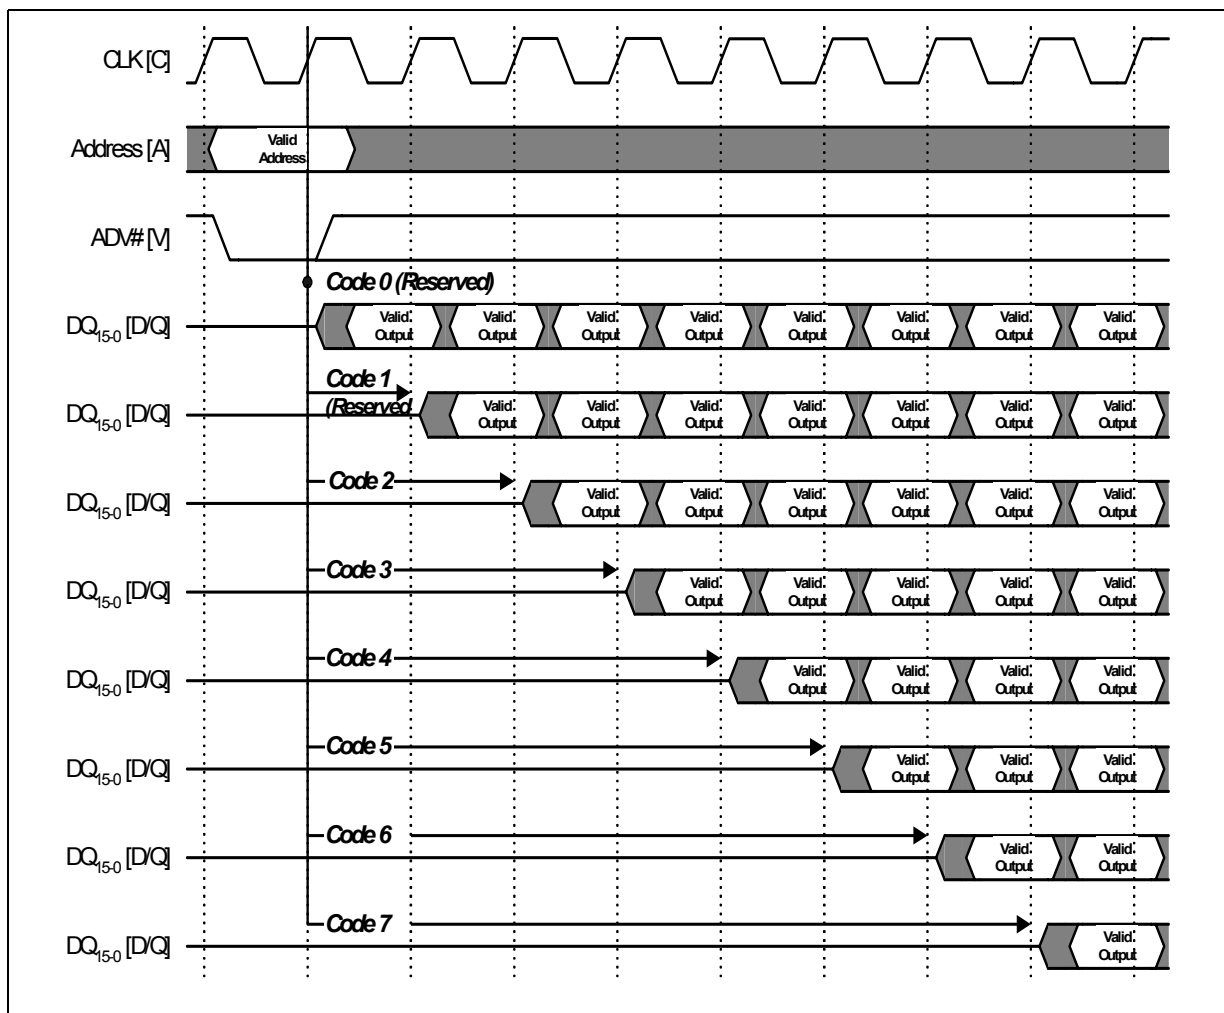 CLK [C]
Address [A]
Valid
Address
ADV# [V]
Code 0 (Reserved)
DQ15-0 [D/Q]
Valid Output Valid Output Valid Output Valid Output Valid Output Valid Output Valid Output Valid Output
Code 1
(Reserved
DQ15-0 [D/Q]
Valid Output Valid Output Valid Output Valid Output Valid Output Valid Output Valid Output
Code 2
DQ15-0 [D/Q]
Valid Output Valid Output Valid Output Valid Output Valid Output Valid Output
Code 3
DQ15-0 [D/Q]
Valid Output Valid Output Valid Output Valid Output Valid Output
Code 4
DQ15-0 [D/Q]
Valid Output Valid Output Valid Output Valid Output
Code 5
DQ15-0 [D/Q]
Valid Output Valid Output Valid Output
Code 6
DQ15-0 [D/Q]
Valid Output Valid Output
Code 7
DQ15-0 [D/Q]
Valid Output